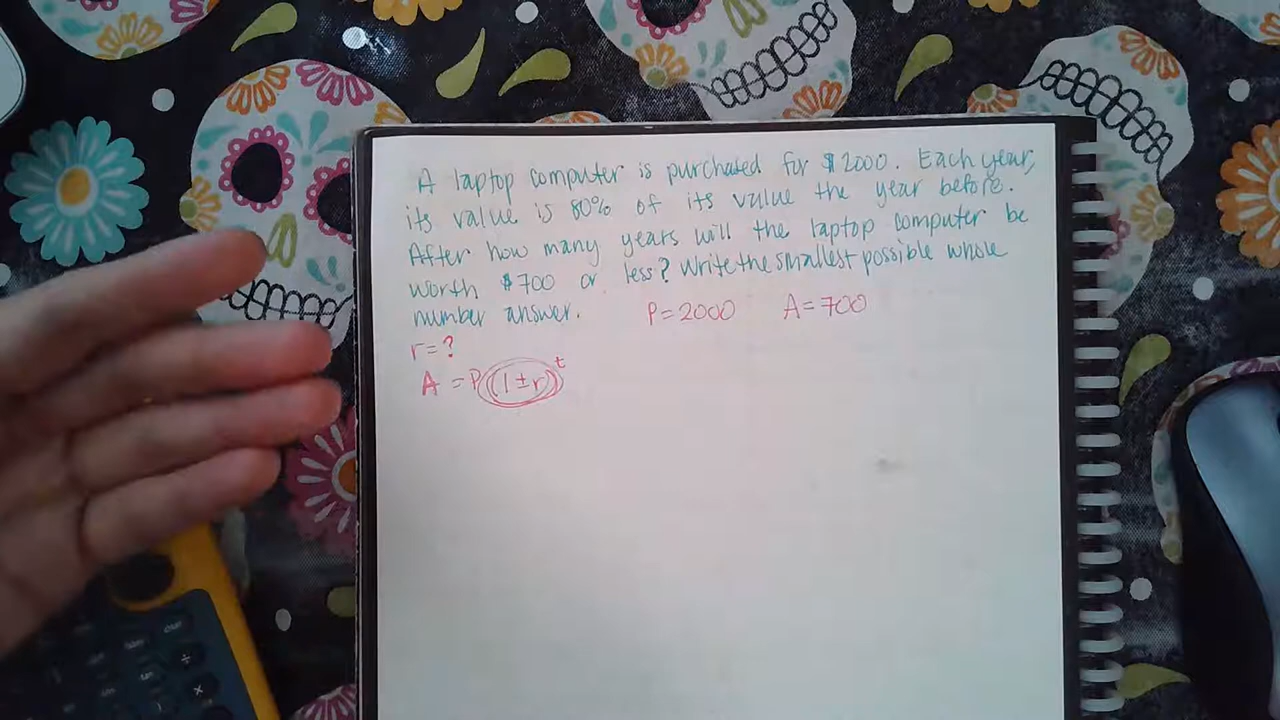 A laptop computer is purchased for $2000. Each year,
its value is 80% of its value the year before.
After how many years will the laptop computer be
worth $700 or less? Write the smallest possible whole
number answer. P=2000 A=700
r=?
A =P((1±r))^t
÷
×